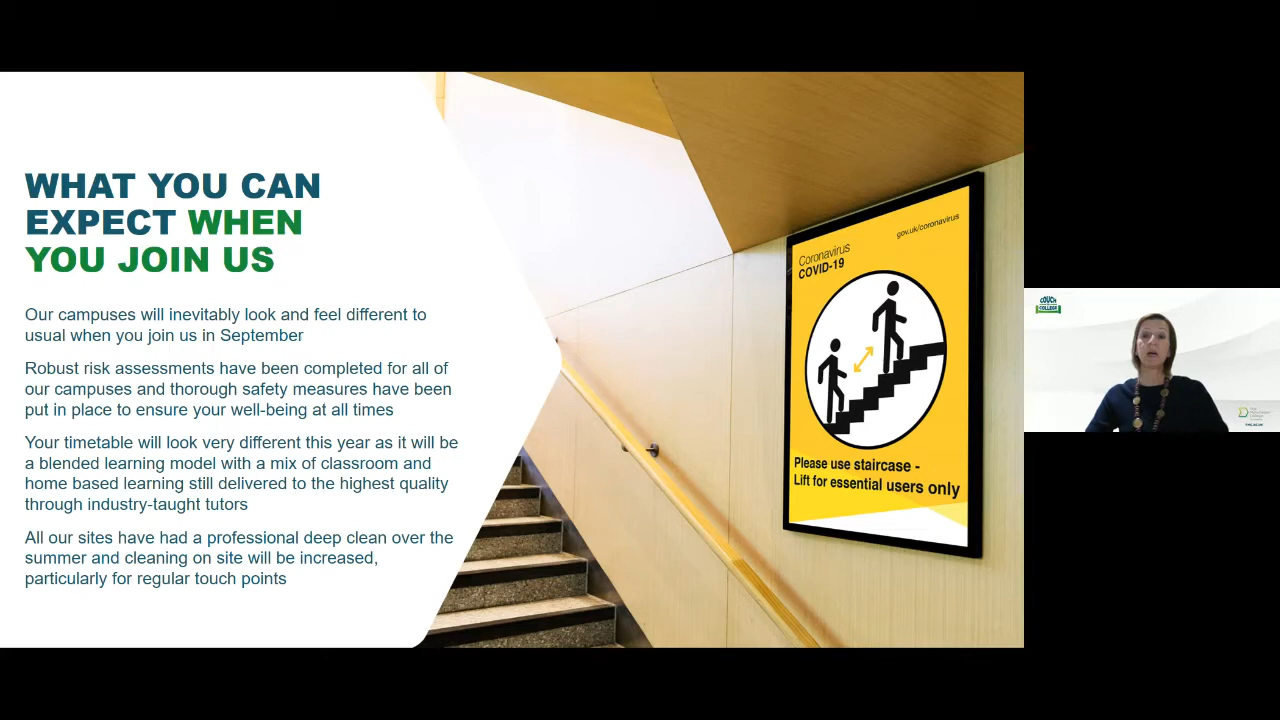 WHAT YOU CAN
EXPECT WHEN
YOU JOIN US
Our campuses will inevitably look and feel different to
usual when you join us in September
Robust risk assessments have been completed for all of
our campuses and thorough safety measures have been
put in place to ensure your well-being at all times
Your timetable will look very different this year as it will be
a blended learning model with a mix of classroom and
home based learning still delivered to the highest quality
through industry-taught tutors
All our sites have had a professional deep clean over the
summer and cleaning on site will be increased,
particularly for regular touch points
gov.uk/coronavirus
Coronavirus
COVID-19
Please use staircase -
Lift for essential users only
COUCH
COLLEGE